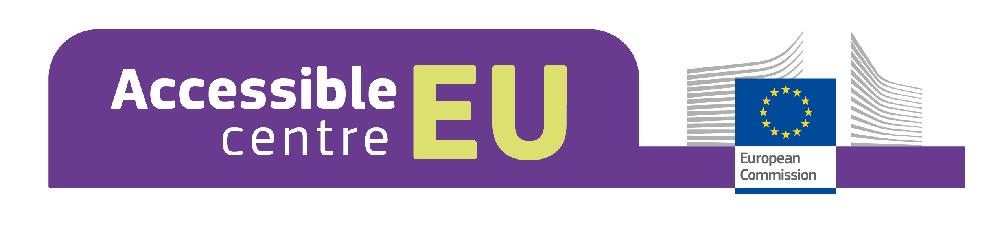 Accessible EU
centre
European
Commission